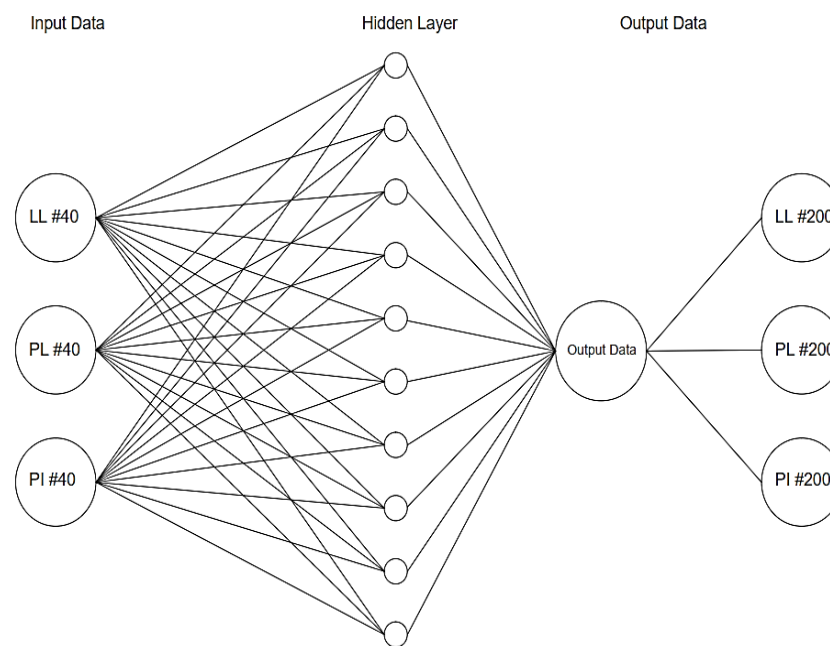 Input Data
Hidden Layer
Output Data
LL #40
PL #40
PI #40
Output Data
LL #200
PL #200
PI #200